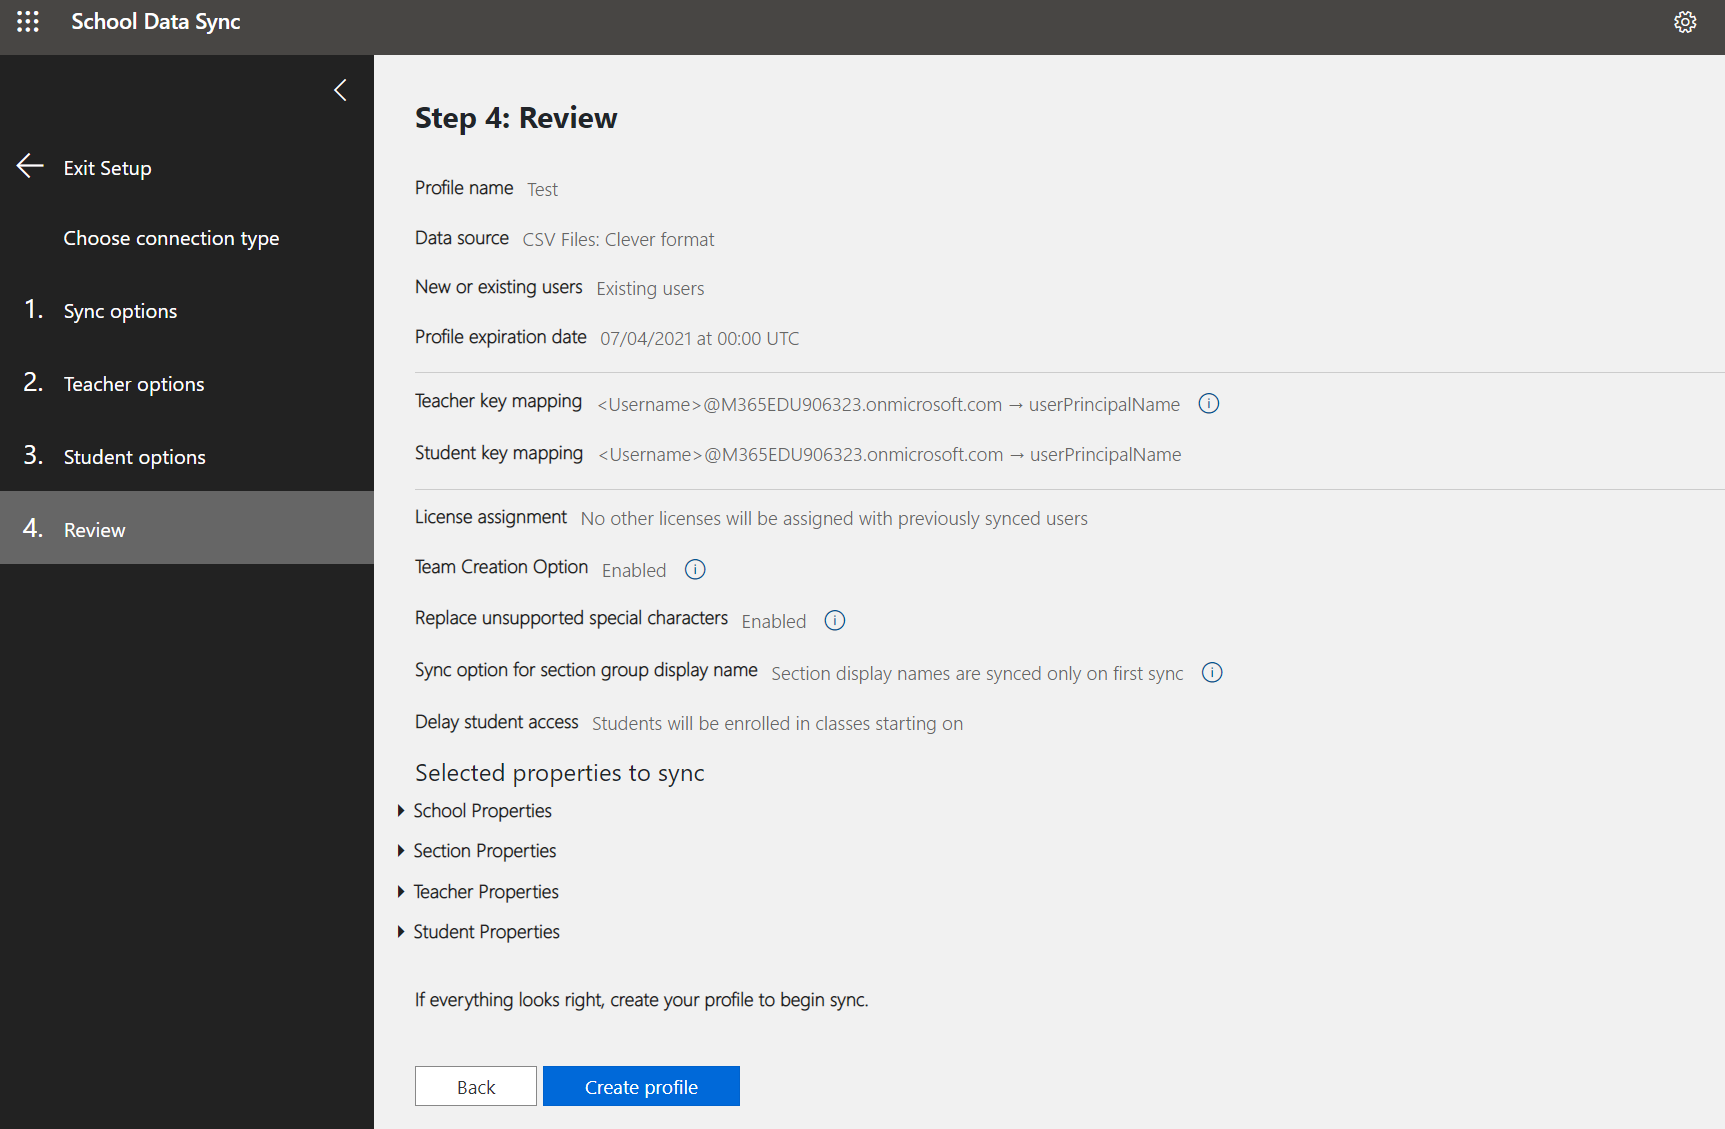 School Data Sync
Exit Setup
Choose connection type
1. Sync options
2. Teacher options
3. Student options
4. Review
Step 4: Review
Profile name Test
Data source CSV Files: Clever format
New or existing users Existing users
Profile expiration date 07/04/2021 at 00:00 UTC
Teacher key mapping <Username>@M365EDU906323.onmicrosoft.com → userPrincipalName
Student key mapping <Username>@M365EDU906323.onmicrosoft.com → userPrincipalName
License assignment No other licenses will be assigned with previously synced users
Team Creation Option Enabled
Replace unsupported special characters Enabled
Sync option for section group display name Section display names are synced only on first sync
Delay student access Students will be enrolled in classes starting on
Selected properties to sync
School Properties
Section Properties
Teacher Properties
Student Properties
If everything looks right, create your profile to begin sync.
Back Create profile